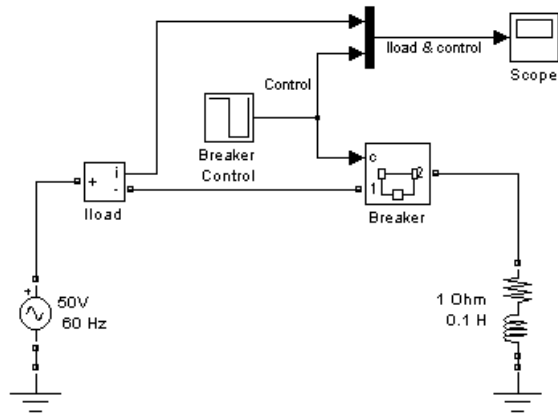 Iload & control
Scope
Control
Breaker
Control
i
+
-
Iload
c
1
2
Breaker
+
50V
60 Hz
1 Ohm
0.1 H